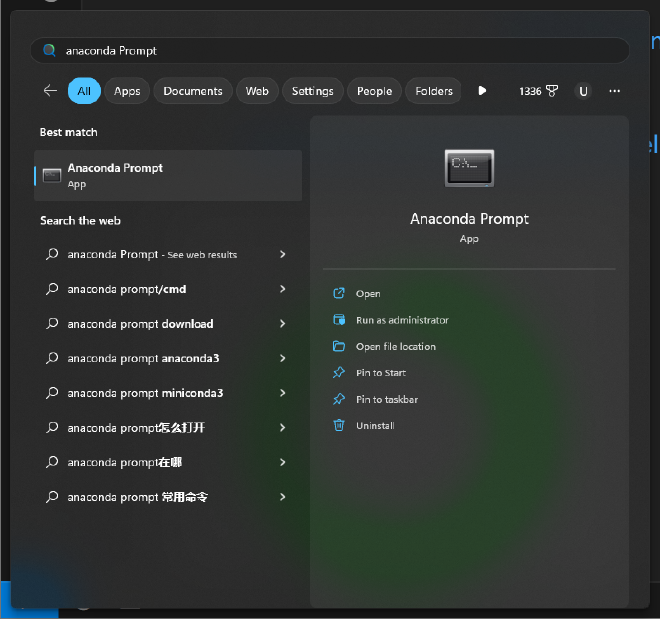 anaconda Prompt
All
Apps
Documents
Web
Settings
People
Folders
1336
U
Best match
Anaconda Prompt
App
Search the web
anaconda Prompt - See web results
anaconda prompt/cmd
anaconda prompt download
anaconda prompt anaconda3
anaconda prompt miniconda3
anaconda prompt怎么打开
anaconda prompt在哪
anaconda prompt 常用命令
Anaconda Prompt
App
Open
Run as administrator
Open file location
Pin to Start
Pin to taskbar
Uninstall